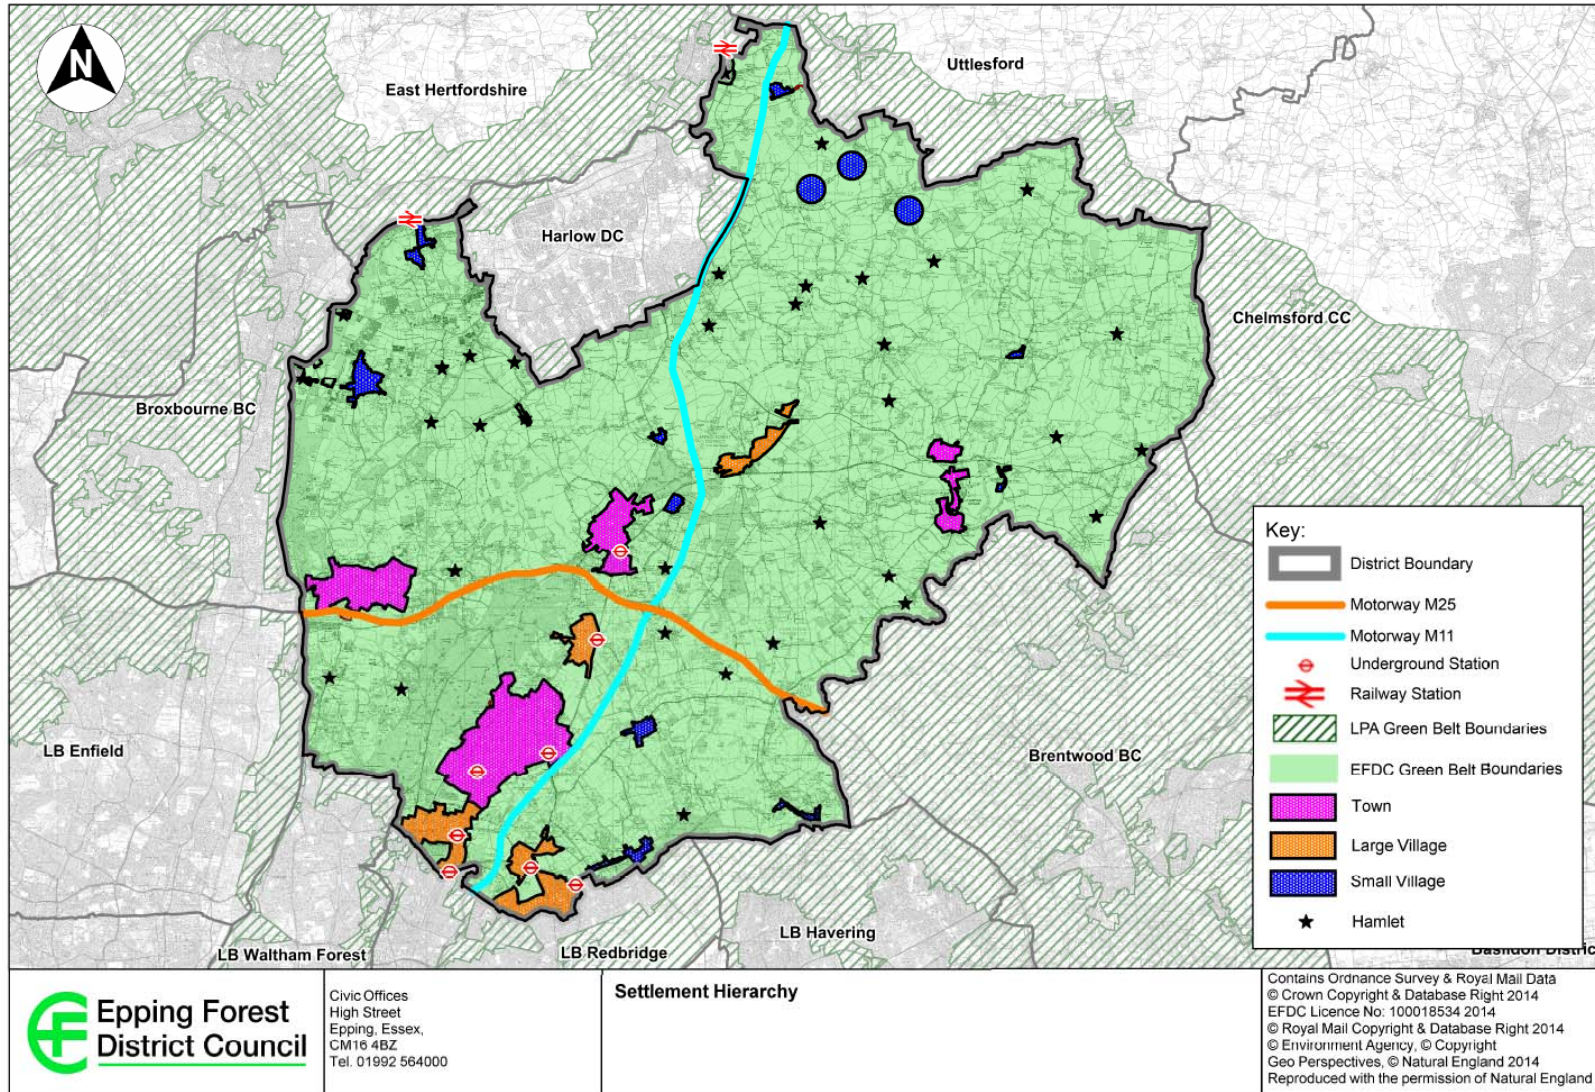 N
East Hertfordshire
Uttlesford
Harlow DC
Chelmsford CC
Broxbourne BC
LB Enfield
Brentwood BC
LB Waltham Forest
LB Redbridge
LB Havering
Basildon Distric
Key:
District Boundary
Motorway M25
Motorway M11
Underground Station
Railway Station
LPA Green Belt Boundaries
EFDC Green Belt Boundaries
Town
Large Village
Small Village
Hamlet
Epping Forest
District Council
Civic Offices
High Street
Epping, Essex,
CM16 4BZ
Tel. 01992 564000
Settlement Hierarchy
Contains Ordnance Survey & Royal Mail Data
© Crown Copyright & Database Right 2014
EFDC Licence No: 100018534 2014
© Royal Mail Copyright & Database Right 2014
© Environment Agency, © Copyright
Geo Perspectives, © Natural England 2014
Reproduced with the permission of Natural England